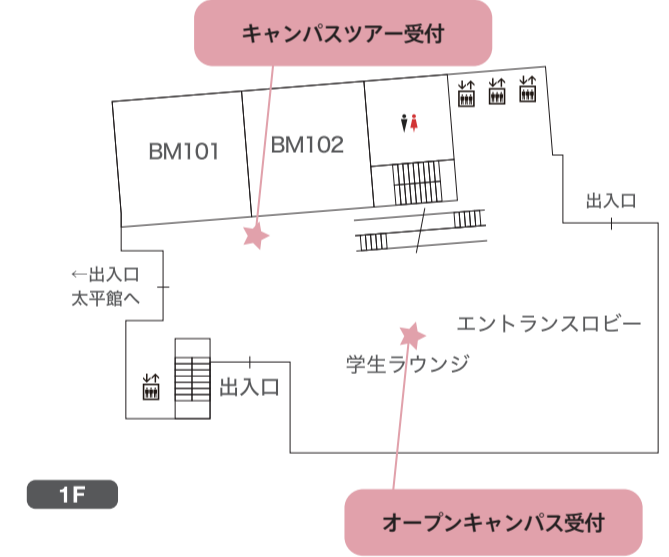 キャンパスツアー受付
BM101
BM102
出入口
←出入口
太平館へ
エントランスロビー
学生ラウンジ
出入口
1F
オープンキャンパス受付